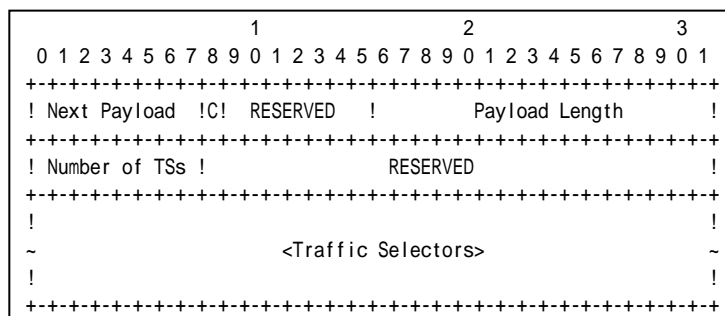 1                   2                   3
 0 1 2 3 4 5 6 7 8 9 0 1 2 3 4 5 6 7 8 9 0 1 2 3 4 5 6 7 8 9 0 1
+-+-+-+-+-+-+-+-+-+-+-+-+-+-+-+-+-+-+-+-+-+-+-+-+-+-+-+-+-+-+-+-+
! Next Payload  !C!  RESERVED   !         Payload Length        !
+-+-+-+-+-+-+-+-+-+-+-+-+-+-+-+-+-+-+-+-+-+-+-+-+-+-+-+-+-+-+-+-+
! Number of TSs !                 RESERVED                      !
+-+-+-+-+-+-+-+-+-+-+-+-+-+-+-+-+-+-+-+-+-+-+-+-+-+-+-+-+-+-+-+-+
!                                                               !
~                       <Traffic Selectors>                     ~
!                                                               !
+-+-+-+-+-+-+-+-+-+-+-+-+-+-+-+-+-+-+-+-+-+-+-+-+-+-+-+-+-+-+-+-+